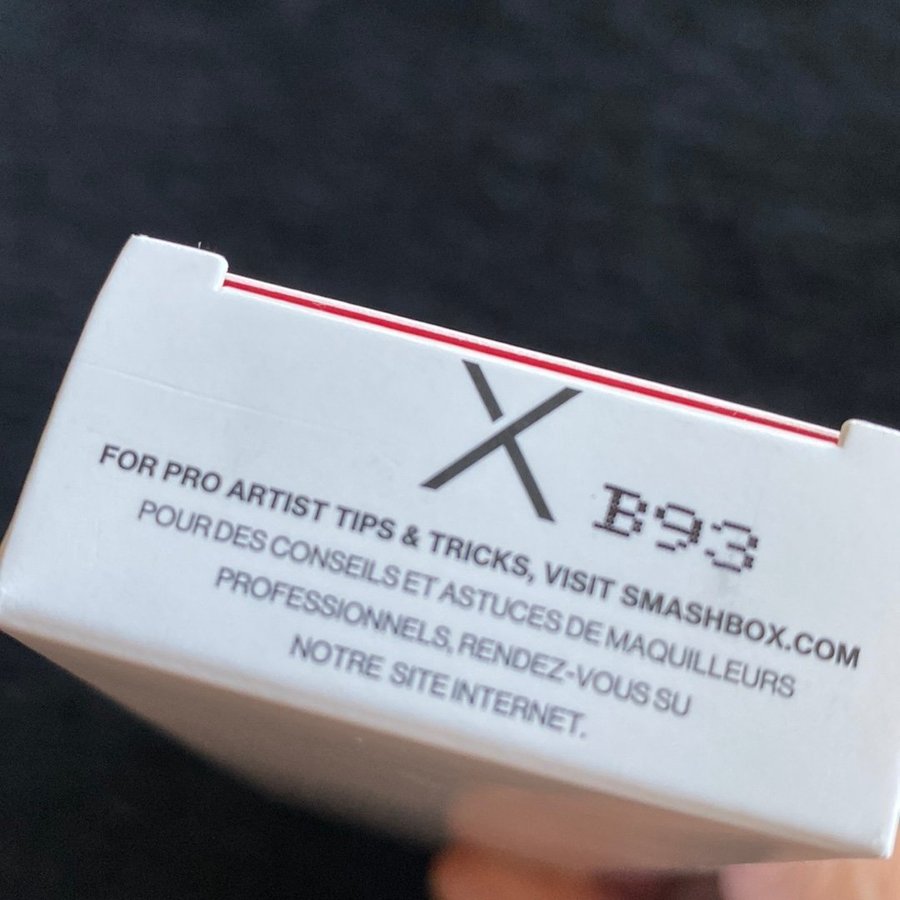 X
B93
FOR PRO ARTIST TIPS & TRICKS, VISIT SMASHBOX.COM
POUR DES CONSEILS ET ASTUCES DE MAQUILLEURS
PROFESSIONNELS, RENDEZ-VOUS SU
NOTRE SITE INTERNET.